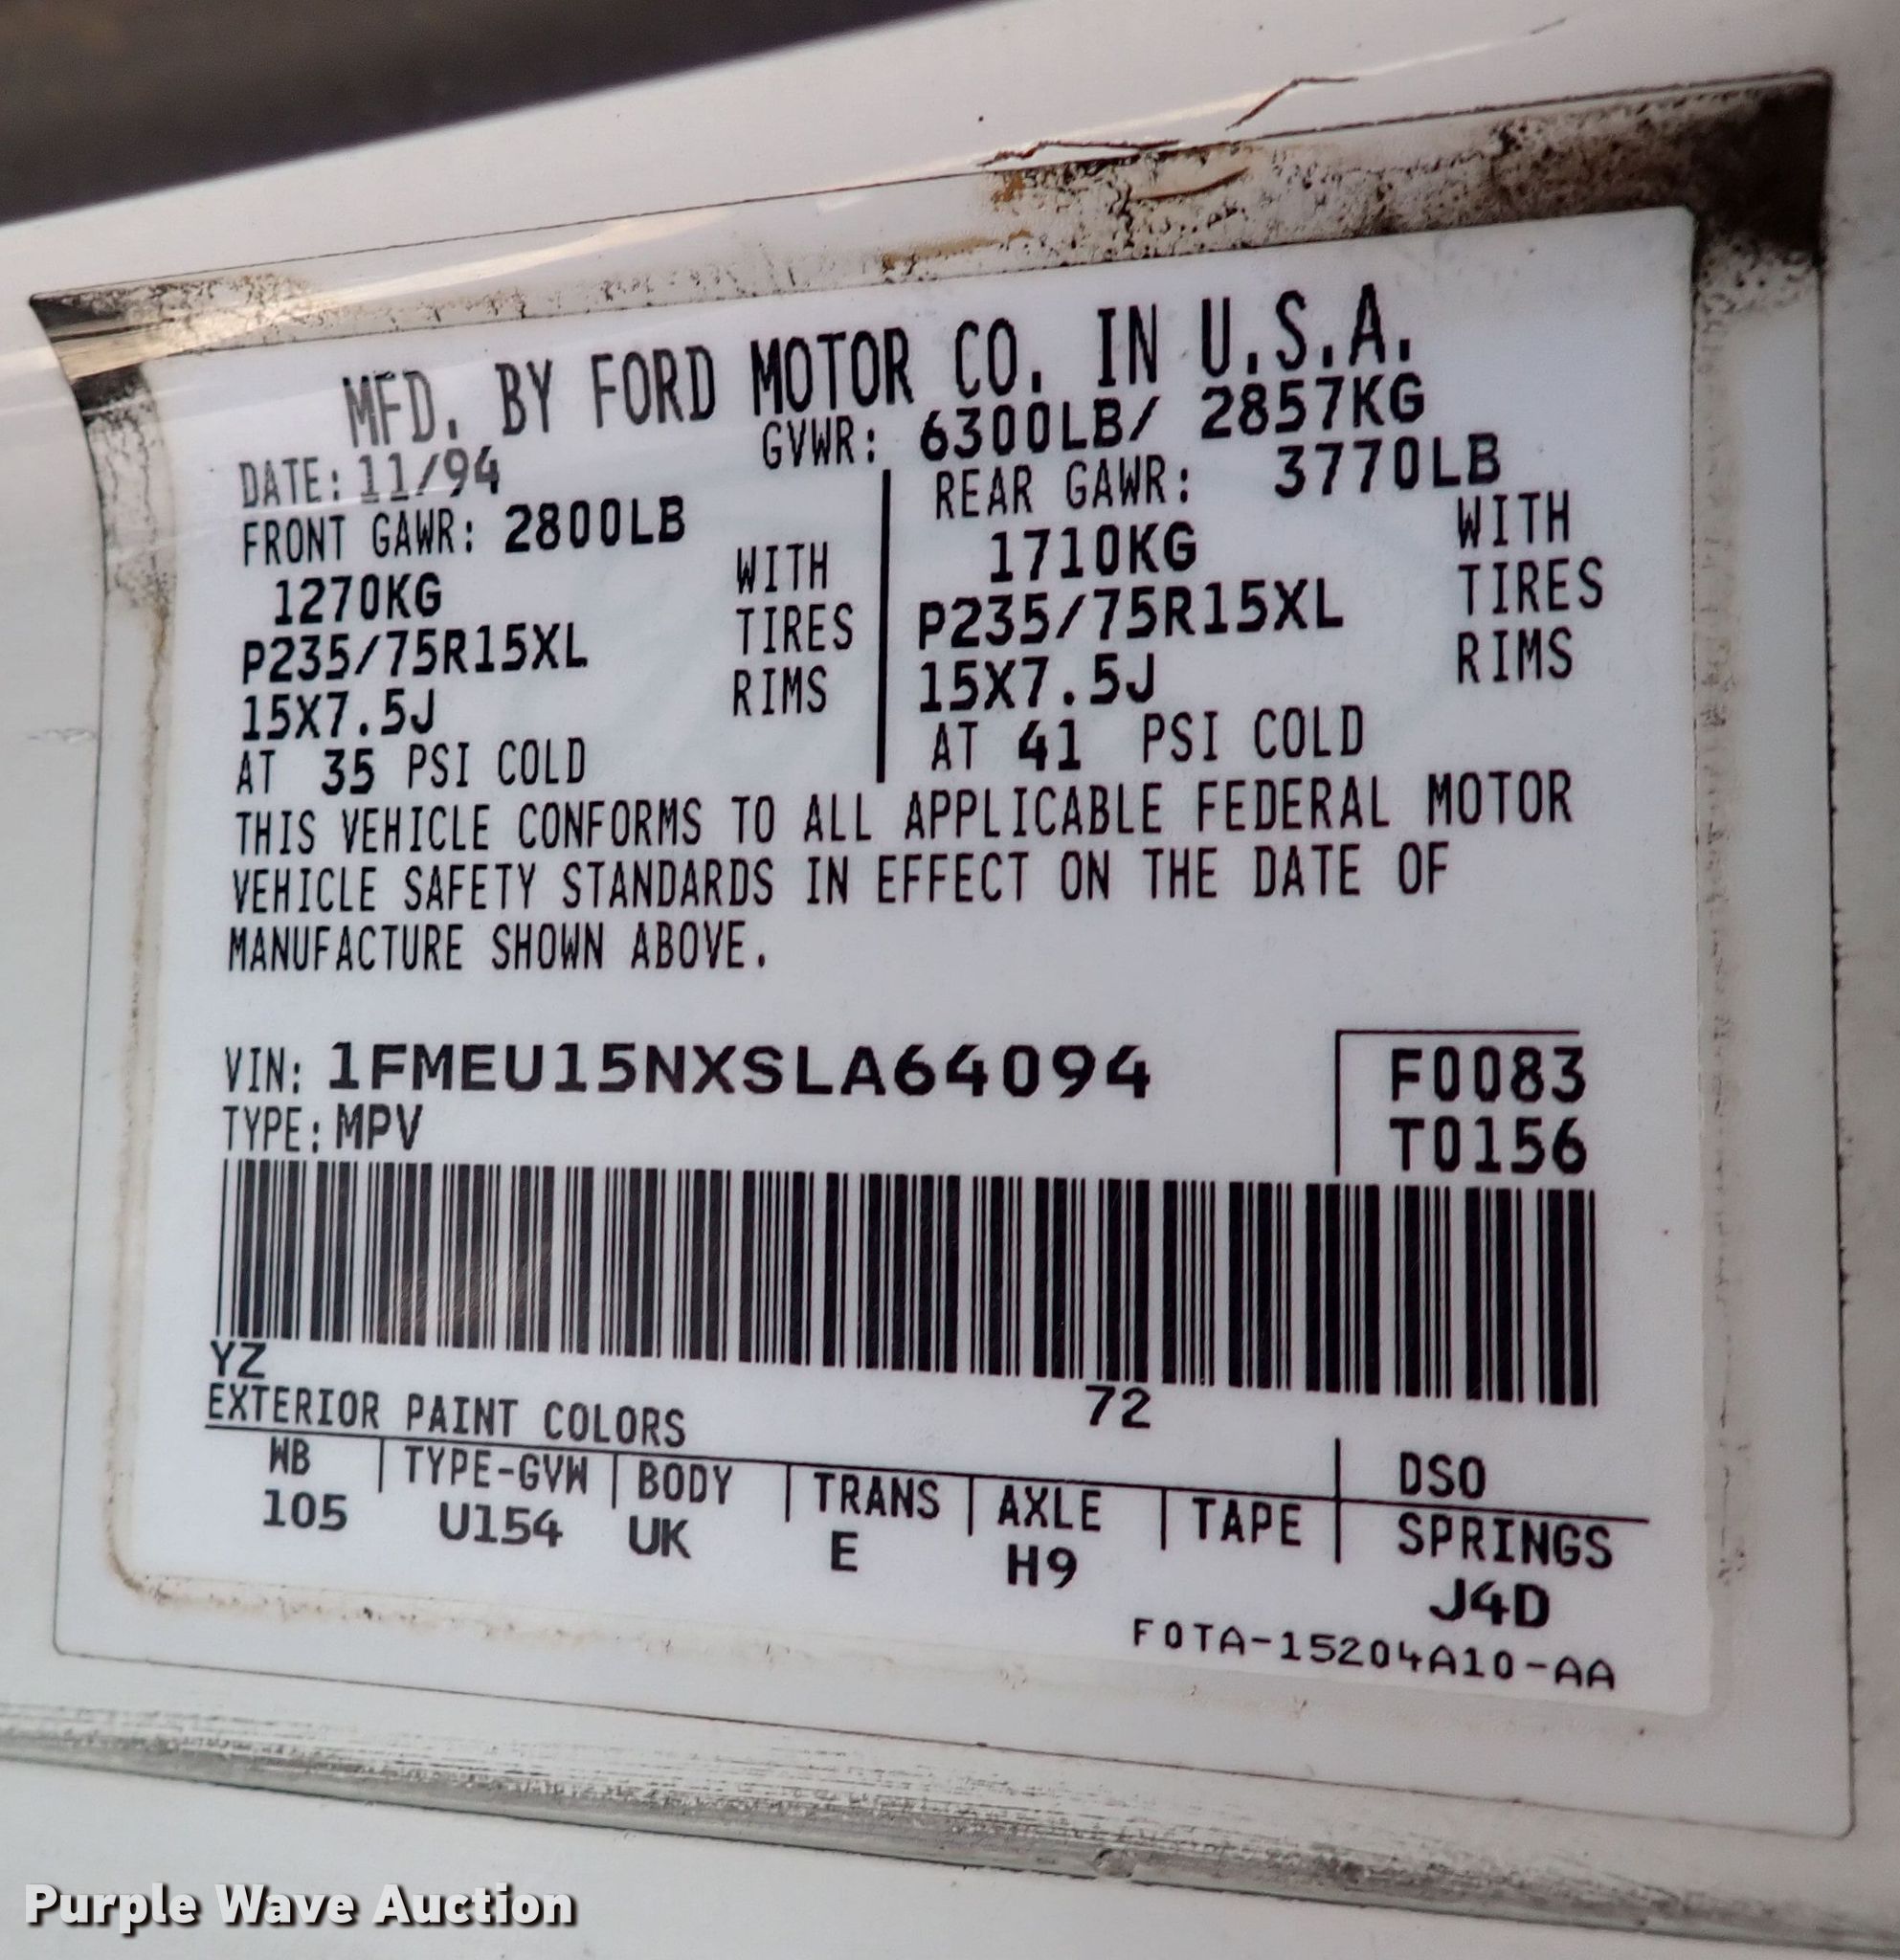 MFD. BY FORD MOTOR CO. IN U.S.A.
DATE: 11/94 GVWR: 6300LB/ 2857KG
FRONT GAWR: 2800LB REAR GAWR: 3770LB
1270KG WITH 1710KG WITH
P235/75R15XL TIRES P235/75R15XL TIRES
15X7.5J RIMS 15X7.5J RIMS
AT 35 PSI COLD AT 41 PSI COLD
THIS VEHICLE CONFORMS TO ALL APPLICABLE FEDERAL MOTOR
VEHICLE SAFETY STANDARDS IN EFFECT ON THE DATE OF
MANUFACTURE SHOWN ABOVE.
VIN: 1FMEU15NXSLA64094 F0083
TYPE: MPV T0156
YZ 72
EXTERIOR PAINT COLORS DSO
WB TYPE-GVW BODY TRANS AXLE TAPE SPRINGS
105 U154 UK E H9 J4D
F0TA-15204A10-AA
Purple Wave Auction